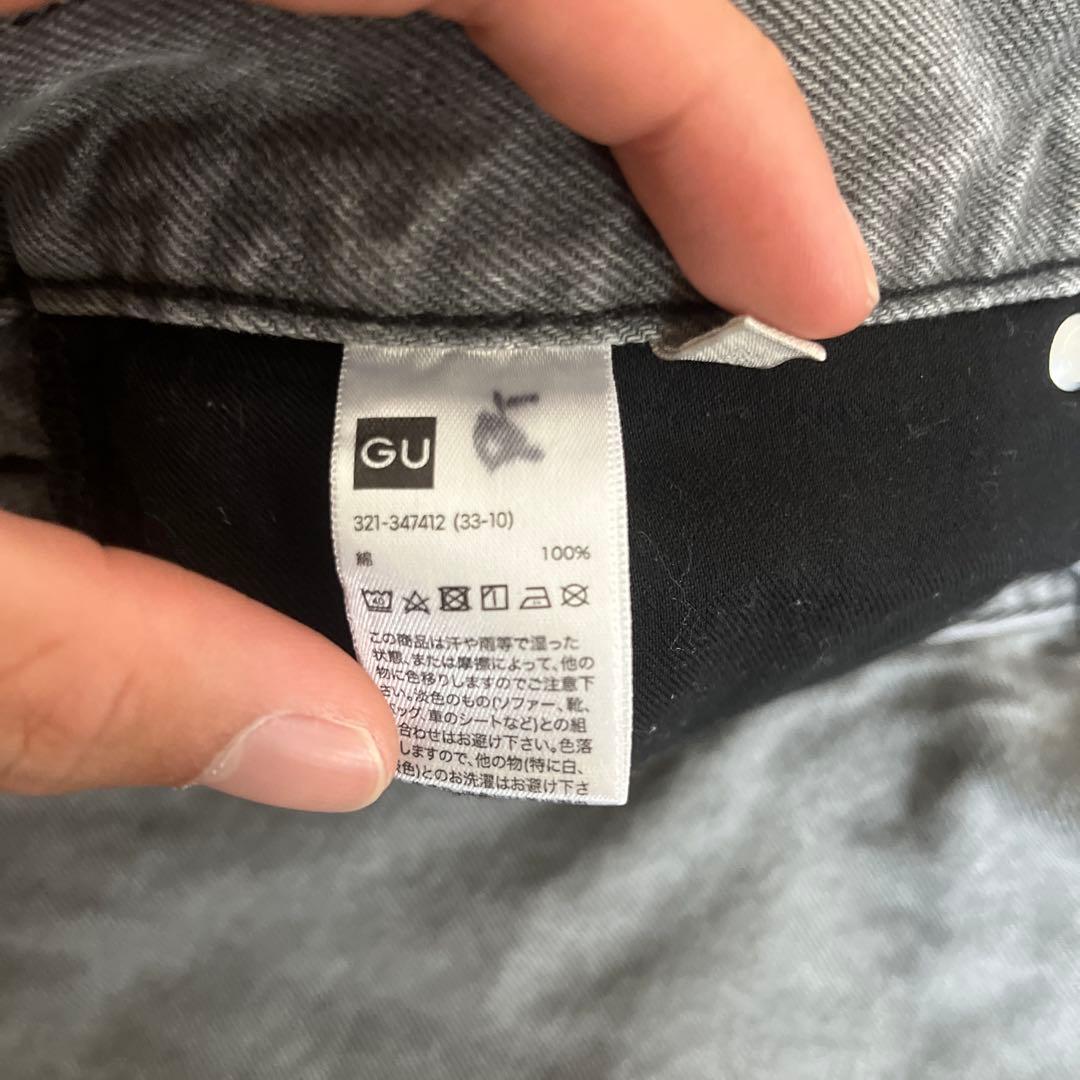 GU
321-347412 (33-10)
綿 100%
40
この商品は汗や雨等で湿った
状態、または摩擦によって、他の
物に色移りしますのでご注意下
さい。淡色のもの(ソファー、靴、
バッグ、車のシートなど)との組
合わせはお避け下さい。色落
しますので、他の物(特に白、
淡色)とのお洗濯はお避け下さ